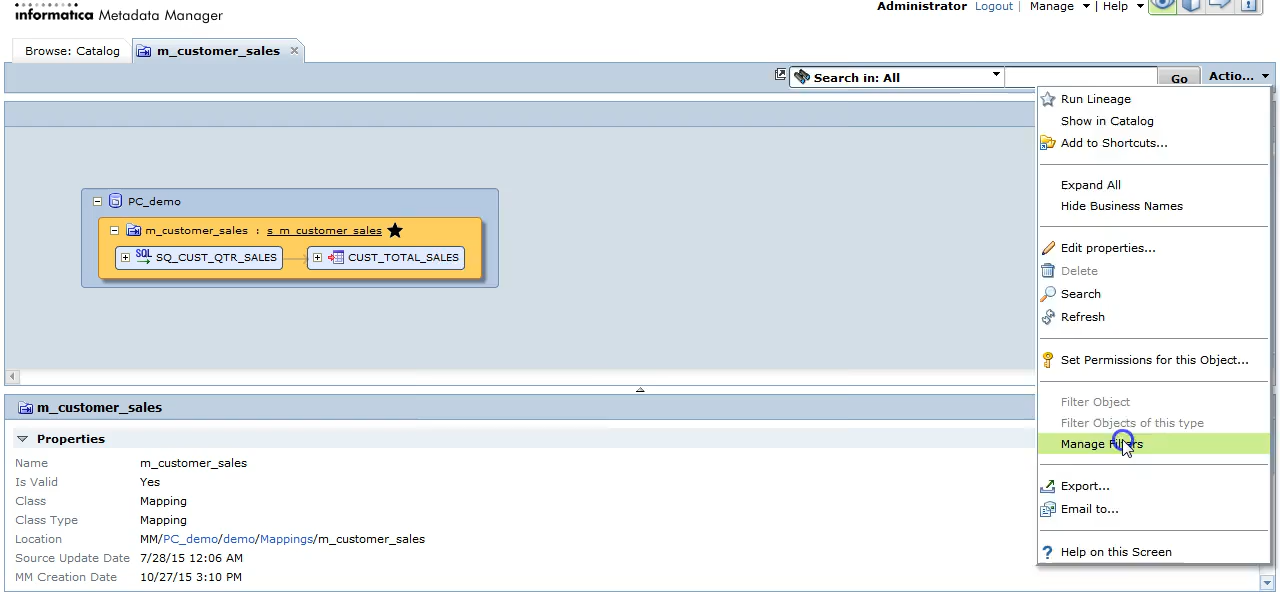 informatica Metadata Manager
Administrator Logout | Manage | Help
Browse: Catalog m_customer_sales
Search in: All Go Actio...
Run Lineage
Show in Catalog
Add to Shortcuts...
Expand All
Hide Business Names
Edit properties...
Delete
Search
Refresh
Set Permissions for this Object...
Filter Object
Filter Objects of this type
Manage Filters
Export...
Email to...
Help on this Screen
PC_demo
m_customer_sales : s_m_customer_sales
SQL SQ_CUST_QTR_SALES CUST_TOTAL_SALES
m_customer_sales
Properties
Name m_customer_sales
Is Valid Yes
Class Mapping
Class Type Mapping
Location MM/PC_demo/demo/Mappings/m_customer_sales
Source Update Date 7/28/15 12:06 AM
MM Creation Date 10/27/15 3:10 PM